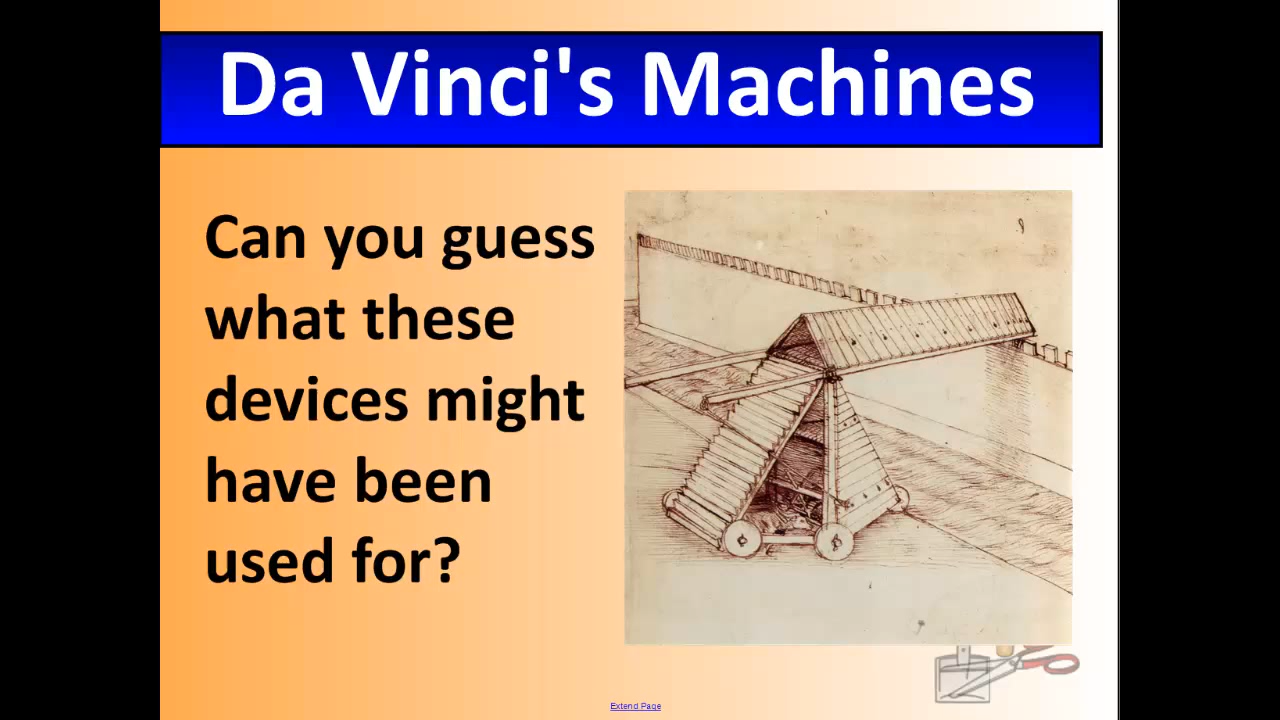 Da Vinci's Machines
Can you guess
what these
devices might
have been
used for?
Extend Page